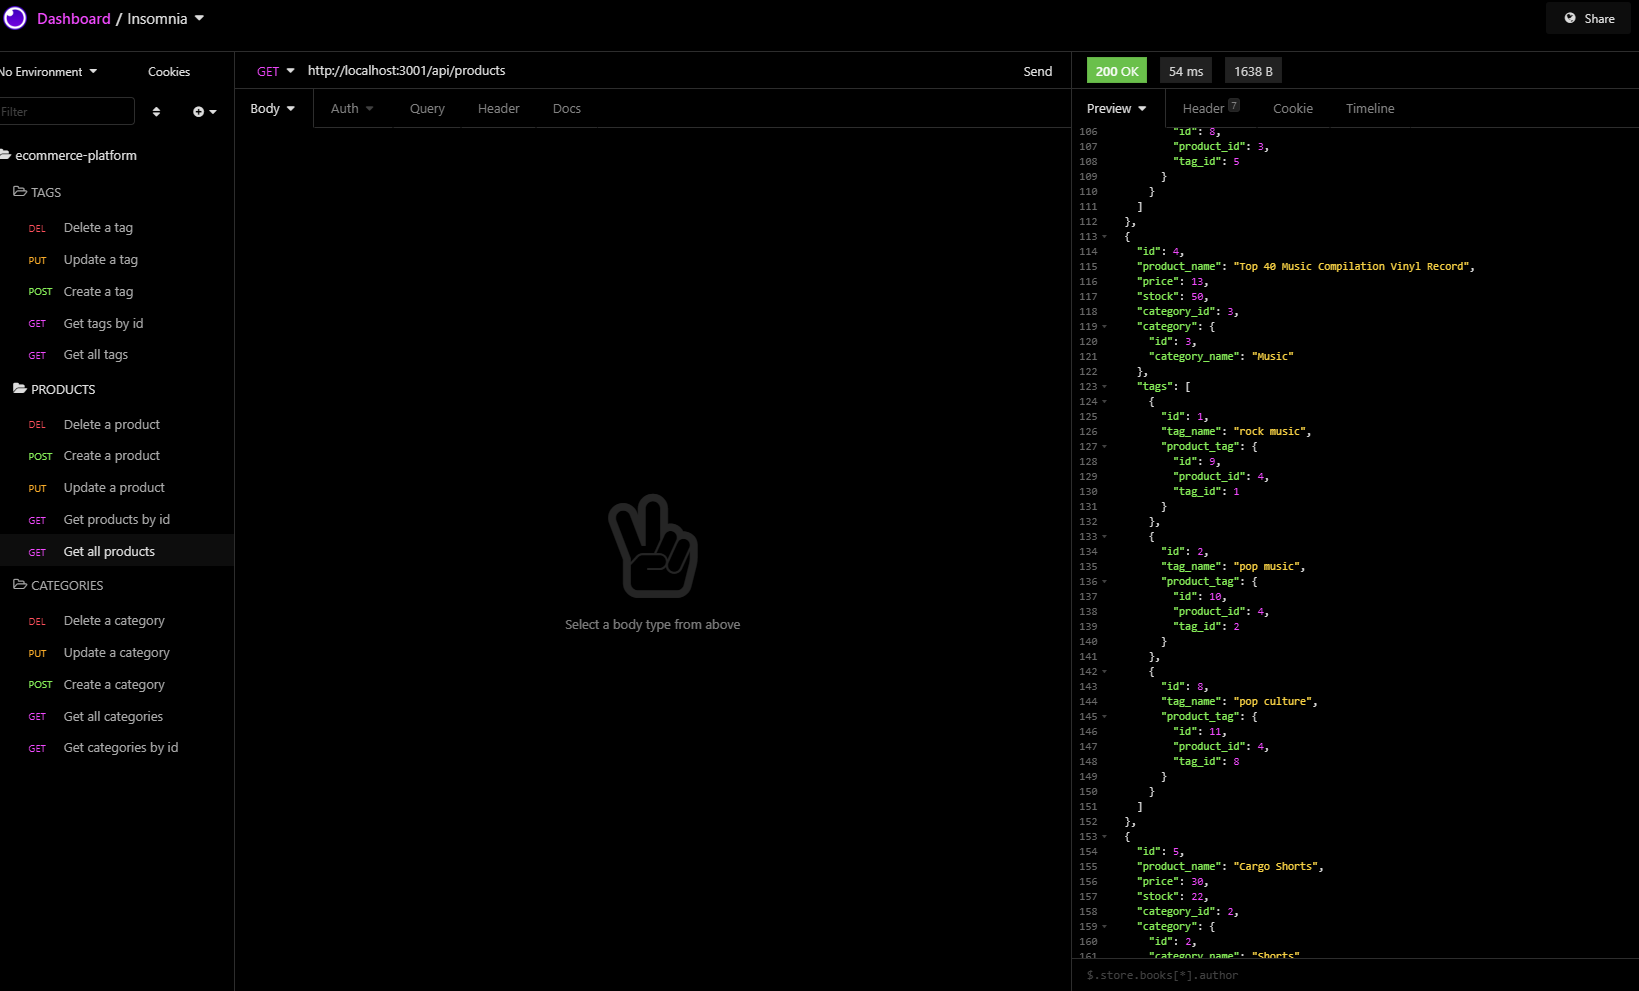 Dashboard / Insomnia
Share
No Environment
Cookies
Filter
ecommerce-platform
TAGS
DEL Delete a tag
PUT Update a tag
POST Create a tag
GET Get tags by id
GET Get all tags
PRODUCTS
DEL Delete a product
POST Create a product
PUT Update a product
GET Get products by id
GET Get all products
CATEGORIES
DEL Delete a category
PUT Update a category
POST Create a category
GET Get all categories
GET Get categories by id
GET http://localhost:3001/api/products Send
Body Auth Query Header Docs
Select a body type from above
200 OK 54 ms 1638 B
Preview Header 7 Cookie Timeline
106 "id": 8,
107 "product_id": 3,
108 "tag_id": 5
109 }
110 }
111 ]
112 },
113 {
114 "id": 4,
115 "product_name": "Top 40 Music Compilation Vinyl Record",
116 "price": 13,
117 "stock": 50,
118 "category_id": 3,
119 "category": {
120 "id": 3,
121 "category_name": "Music"
122 },
123 "tags": [
124 {
125 "id": 1,
126 "tag_name": "rock music",
127 "product_tag": {
128 "id": 9,
129 "product_id": 4,
130 "tag_id": 1
131 }
132 },
133 {
134 "id": 2,
135 "tag_name": "pop music",
136 "product_tag": {
137 "id": 10,
138 "product_id": 4,
139 "tag_id": 2
140 }
141 },
142 {
143 "id": 8,
144 "tag_name": "pop culture",
145 "product_tag": {
146 "id": 11,
147 "product_id": 4,
148 "tag_id": 8
149 }
150 }
151 ]
152 },
153 {
154 "id": 5,
155 "product_name": "Cargo Shorts",
156 "price": 30,
157 "stock": 22,
158 "category_id": 2,
159 "category": {
160 "id": 2,
161 "category_name": "Shorts"
$.store.books[*].author